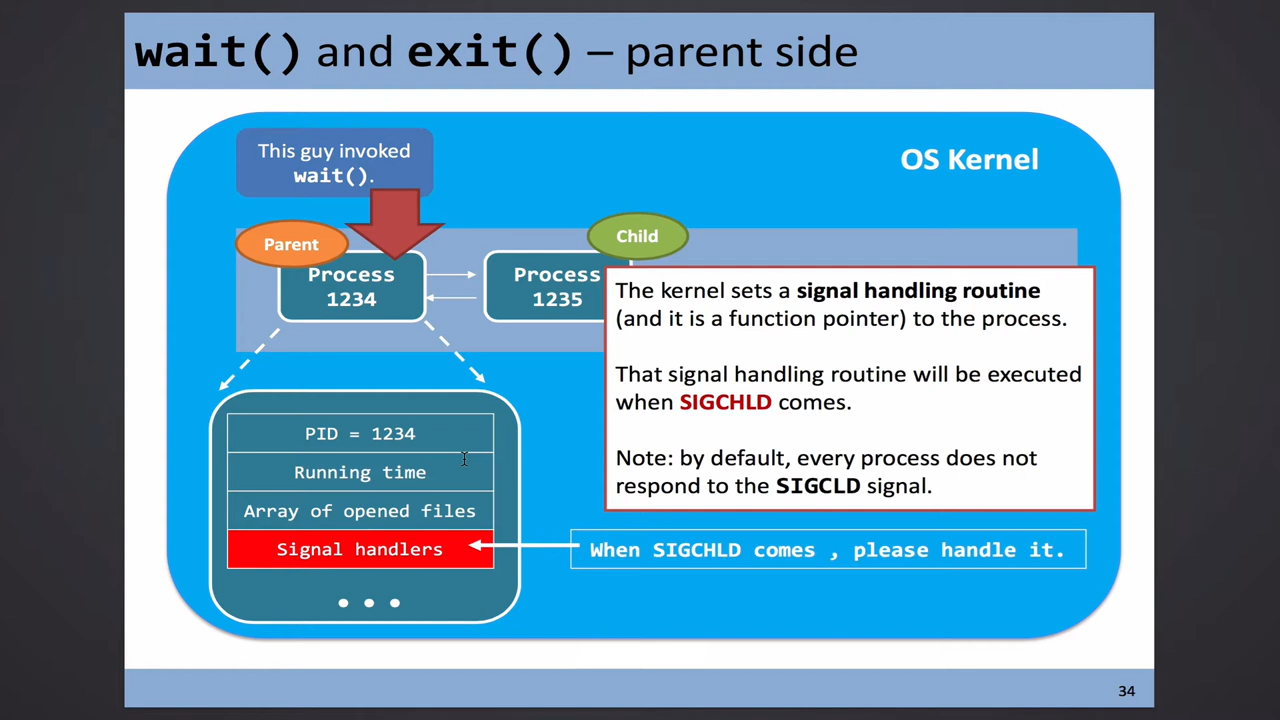 wait() and exit() – parent side
This guy invoked
wait().
OS Kernel
Parent
Child
Process
1234
Process
1235
The kernel sets a signal handling routine
(and it is a function pointer) to the process.
That signal handling routine will be executed
when SIGCHLD comes.
Note: by default, every process does not
respond to the SIGCLD signal.
PID = 1234
Running time
Array of opened files
Signal handlers
When SIGCHLD comes , please handle it.
34